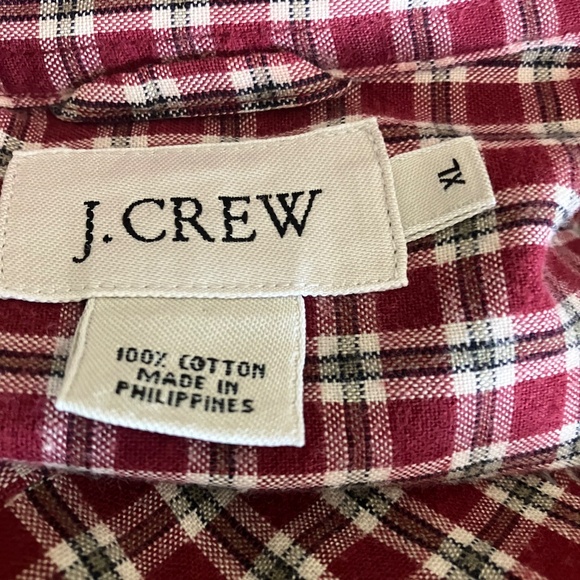 J.CREW
XL
100% COTTON
MADE IN
PHILIPPINES